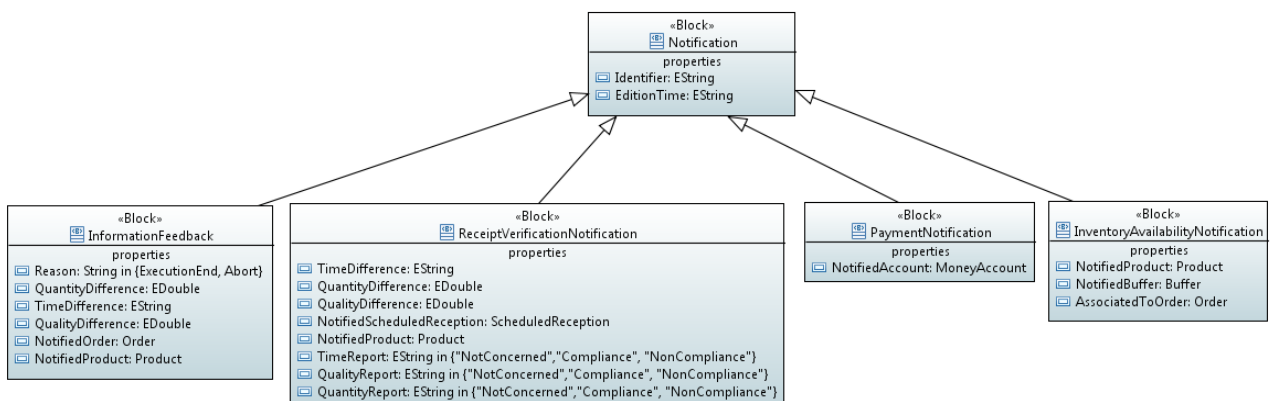 «Block»
Notification
properties
Identifier: EString
EditionTime: EString
«Block»
InformationFeedback
properties
Reason: String in {ExecutionEnd, Abort}
QuantityDifference: EDouble
TimeDifference: EString
QualityDifference: EDouble
NotifiedOrder: Order
NotifiedProduct: Product
«Block»
ReceiptVerificationNotification
properties
TimeDifference: EString
QuantityDifference: EDouble
QualityDifference: EDouble
NotifiedScheduledReception: ScheduledReception
NotifiedProduct: Product
TimeReport: EString in {"NotConcerned","Compliance", "NonCompliance"}
QualityReport: EString in {"NotConcerned","Compliance", "NonCompliance"}
QuantityReport: EString in {"NotConcerned","Compliance", "NonCompliance"}
«Block»
PaymentNotification
properties
NotifiedAccount: MoneyAccount
«Block»
InventoryAvailabilityNotification
properties
NotifiedProduct: Product
NotifiedBuffer: Buffer
AssociatedToOrder: Order